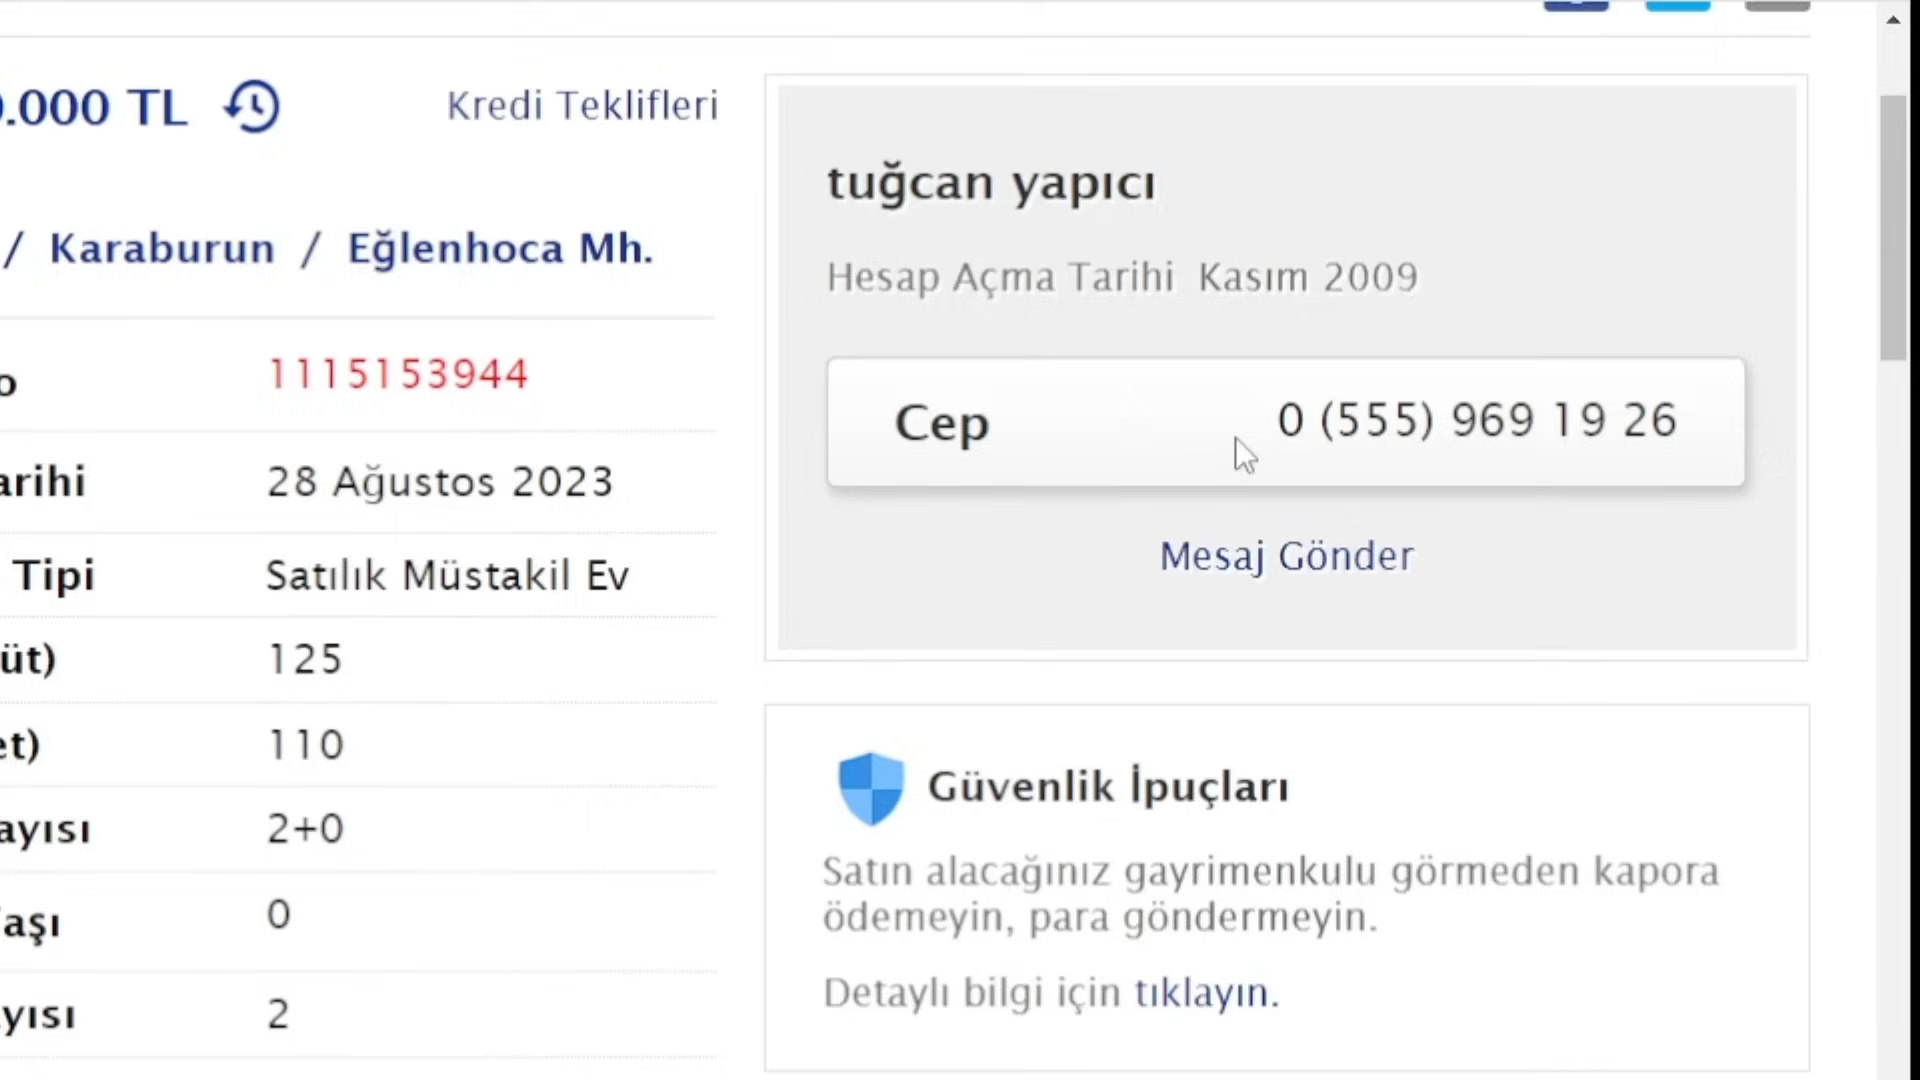 0.000 TL
Kredi Teklifleri
/ Karaburun / Eğlenhoca Mh.
o 1115153944
arihi 28 Ağustos 2023
Tipi Satılık Müstakil Ev
üt) 125
et) 110
ayısı 2+0
aşı 0
yısı 2
tuğcan yapıcı
Hesap Açma Tarihi Kasım 2009
Cep 0 (555) 969 19 26
Mesaj Gönder
Güvenlik İpuçları
Satın alacağınız gayrimenkulu görmeden kapora
ödemeyin, para göndermeyin.
Detaylı bilgi için tıklayın.